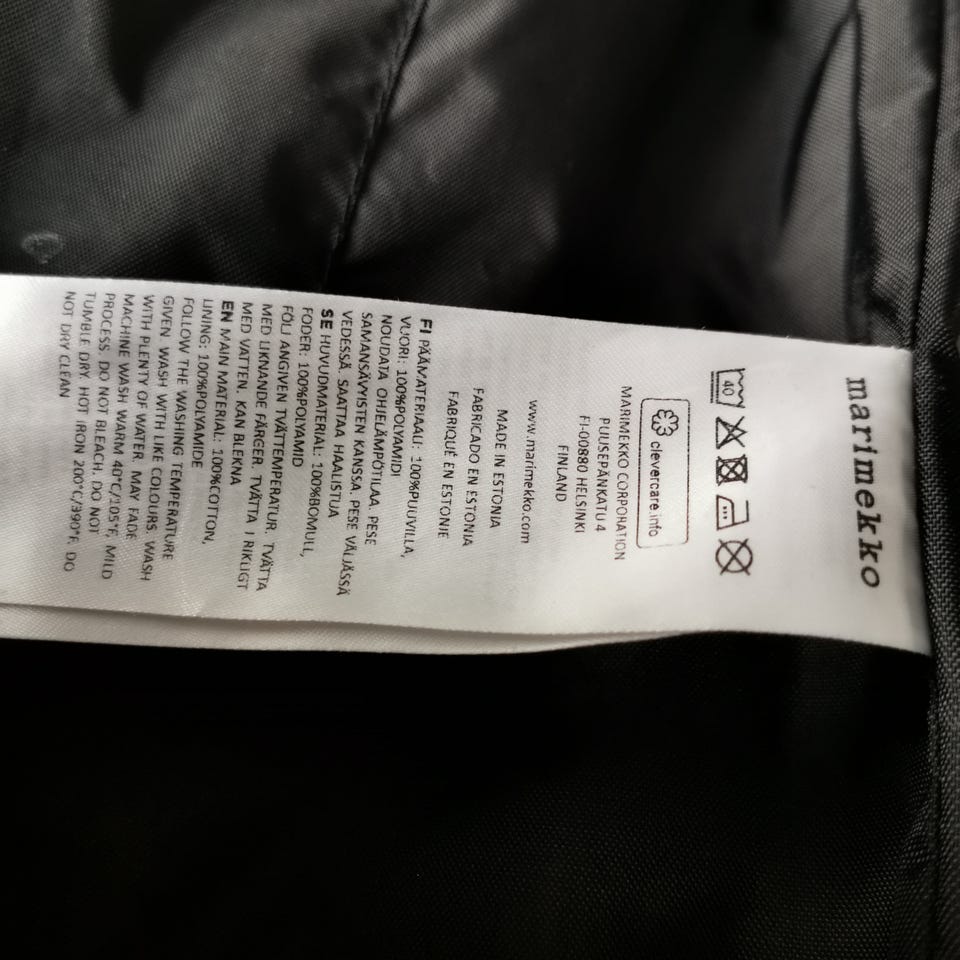 marimekko
40
clevercare.info
MARIMEKKO CORPORATION
PUUSEPÄNKATU 4
FI-00880 HELSINKI
FINLAND
www.marimekko.com
MADE IN ESTONIA
FABRICADO EN ESTONIA
FABRIQUÉ EN ESTONIE
FI PÄÄMATERIAALI: 100%PUUVILLA,
VUORI: 100%POLYAMIDI
NOUDATA OHJELÄMPÖTILAA. PESE
SAMANSÄVYISTEN KANSSA. PESE VÄLJÄSSÄ
VEDESSÄ. SAATTAA HAALISTUA
SE HUVUDMATERIAL: 100%BOMULL,
FODER: 100%POLYAMID
FÖLJ ANGIVEN TVÄTTEMPERATUR. TVÄTTA
MED LIKNANDE FÄRGER. TVÄTTA I RIKLIGT
MED VATTEN. KAN BLEKNA
EN MAIN MATERIAL: 100%COTTON,
LINING: 100%POLYAMIDE
FOLLOW THE WASHING TEMPERATURE
GIVEN. WASH WITH LIKE COLOURS. WASH
WITH PLENTY OF WATER. MAY FADE
MACHINE WASH WARM 40°C/105°F, MILD
PROCESS. DO NOT BLEACH. DO NOT
TUMBLE DRY. HOT IRON 200°C/390°F. DO
NOT DRY CLEAN